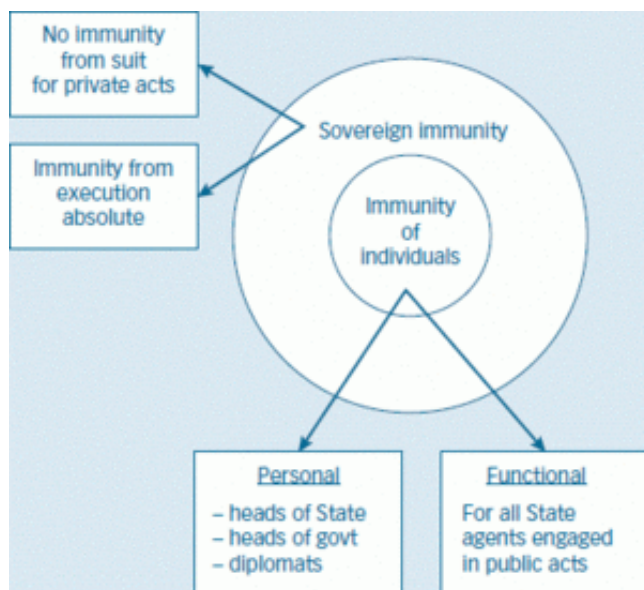 No immunity
from suit
for private acts
Immunity from
execution
absolute
Sovereign immunity
Immunity
of
individuals
Personal
– heads of State
– heads of govt
– diplomats
Functional
For all State
agents engaged
in public acts